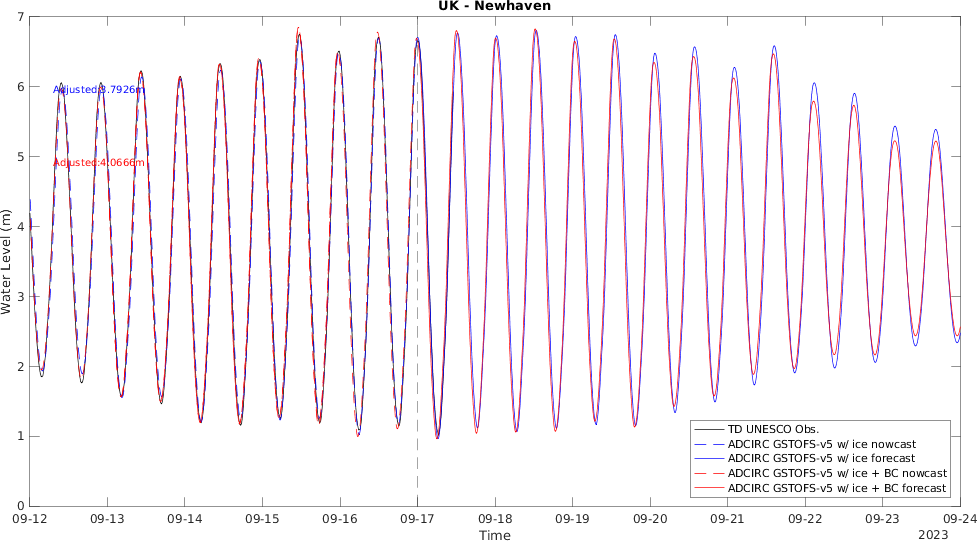 UK - Newhaven
7
6
5
4
3
2
1
0
Water Level (m)
Adjusted:3.7926m
Adjusted:4.0666m
TD UNESCO Obs.
ADCIRC GSTOFS-v5 w/ ice nowcast
ADCIRC GSTOFS-v5 w/ ice forecast
ADCIRC GSTOFS-v5 w/ ice + BC nowcast
ADCIRC GSTOFS-v5 w/ ice + BC forecast
09-12 09-13 09-14 09-15 09-16 09-17 09-18 09-19 09-20 09-21 09-22 09-23 09-24
Time
2023